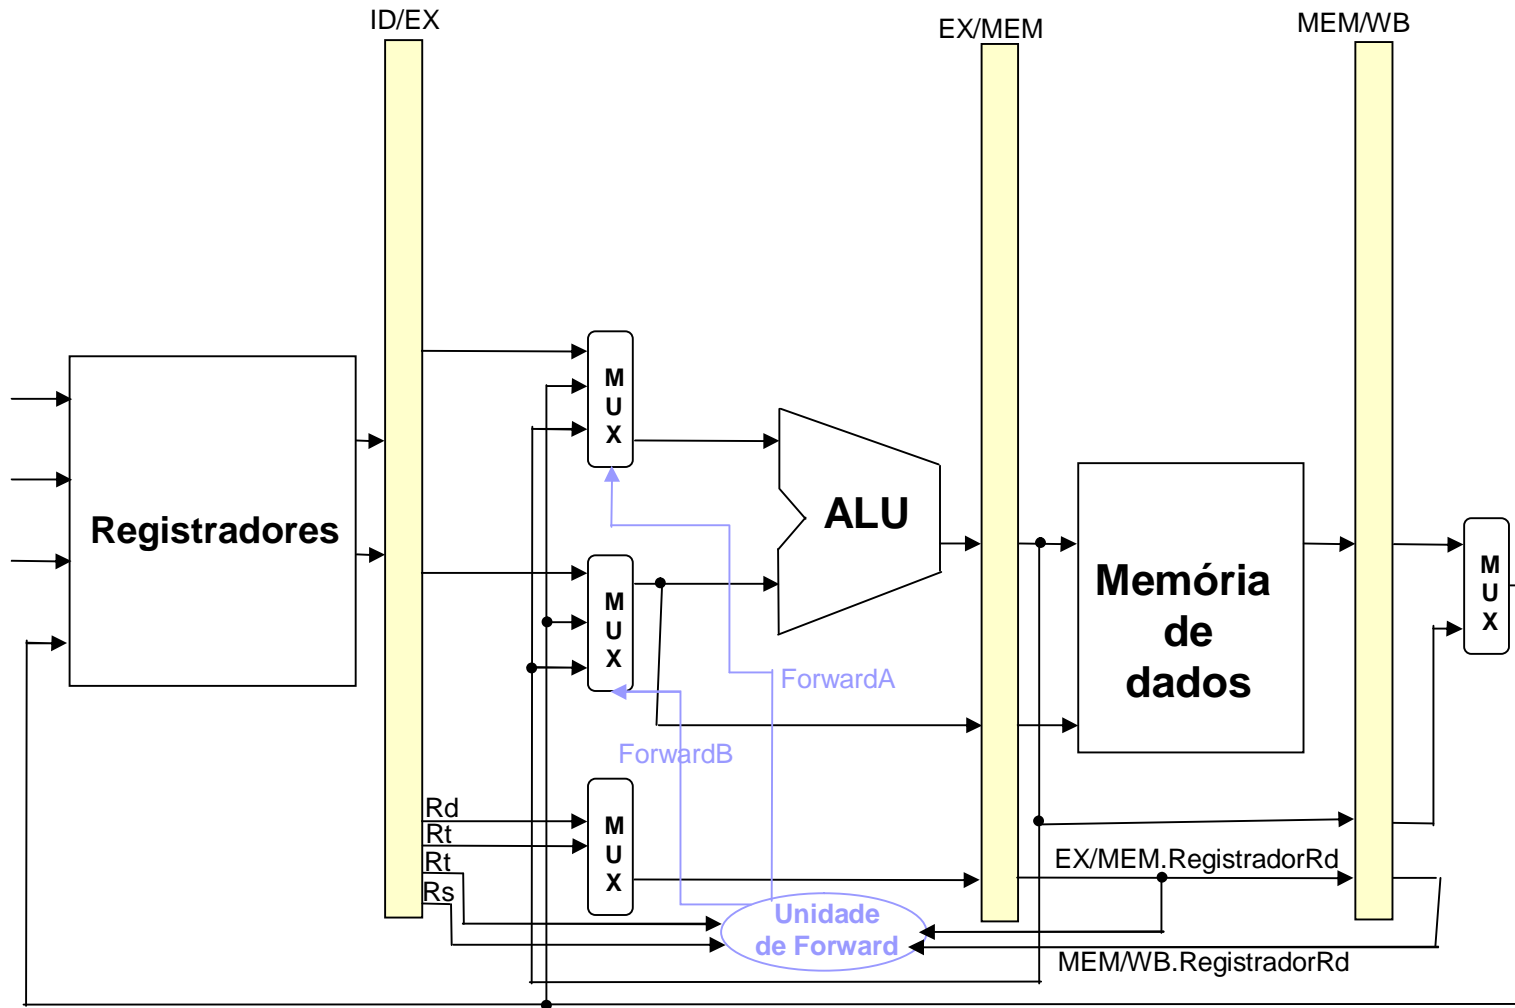 ID/EX
EX/MEM
MEM/WB
M
U
X
Registradores
ALU
M
U
X
Memória
de
dados
M
U
X
ForwardA
ForwardB
Rd
Rt
Rt
Rs
M
U
X
EX/MEM.RegistradorRd
Unidade
de Forward
MEM/WB.RegistradorRd